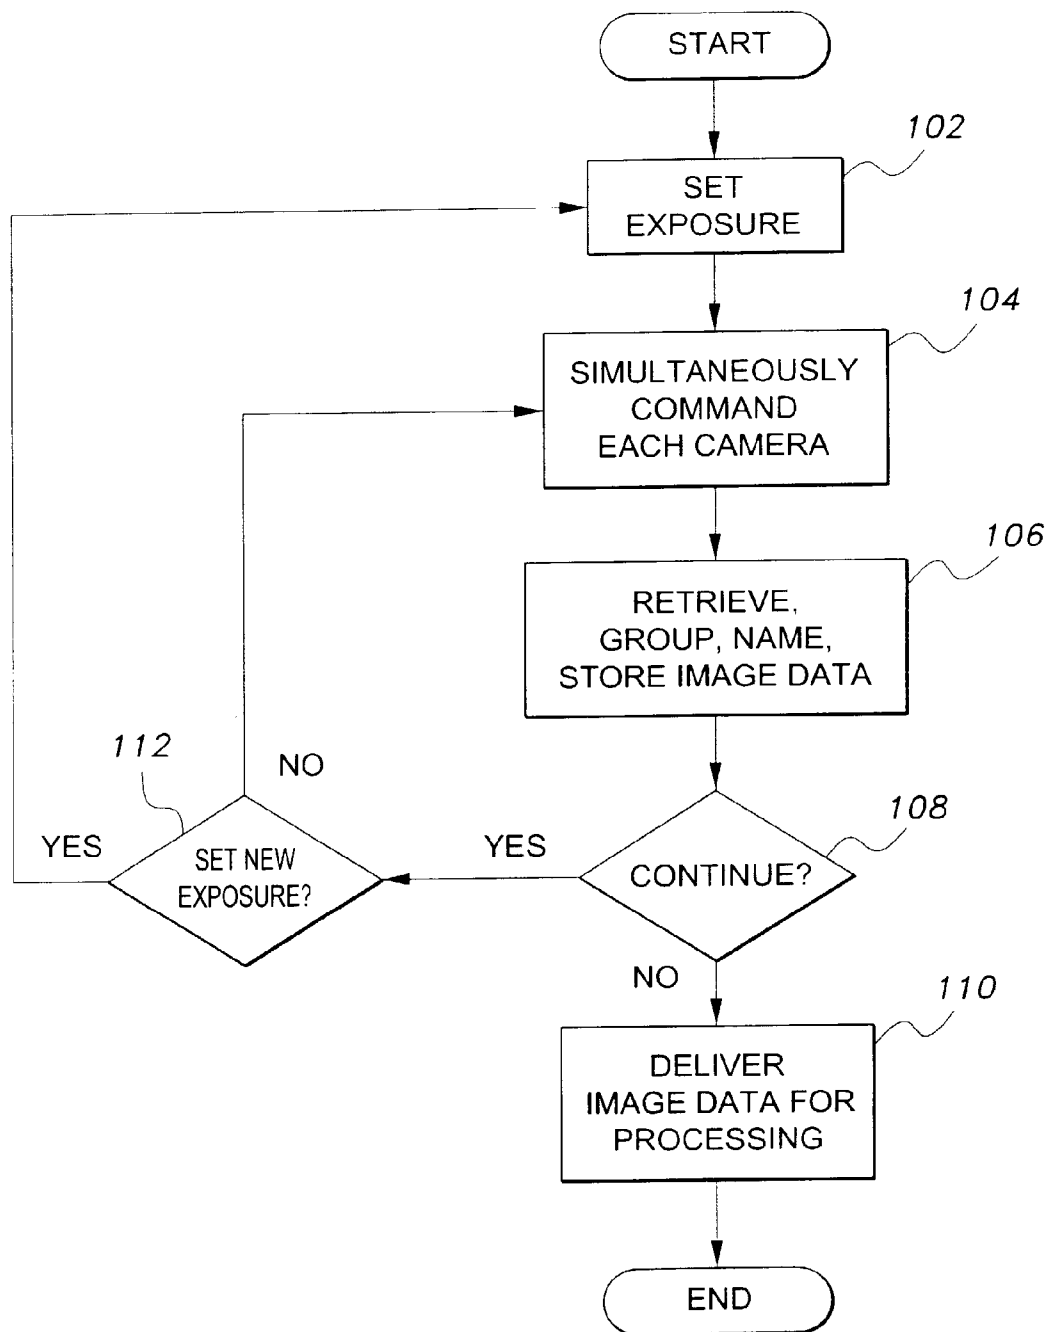 START
102
SET
EXPOSURE
104
SIMULTANEOUSLY
COMMAND
EACH CAMERA
106
RETRIEVE,
GROUP, NAME,
STORE IMAGE DATA
108
CONTINUE?
YES
NO
112
SET NEW
EXPOSURE?
YES
NO
110
DELIVER
IMAGE DATA FOR
PROCESSING
END